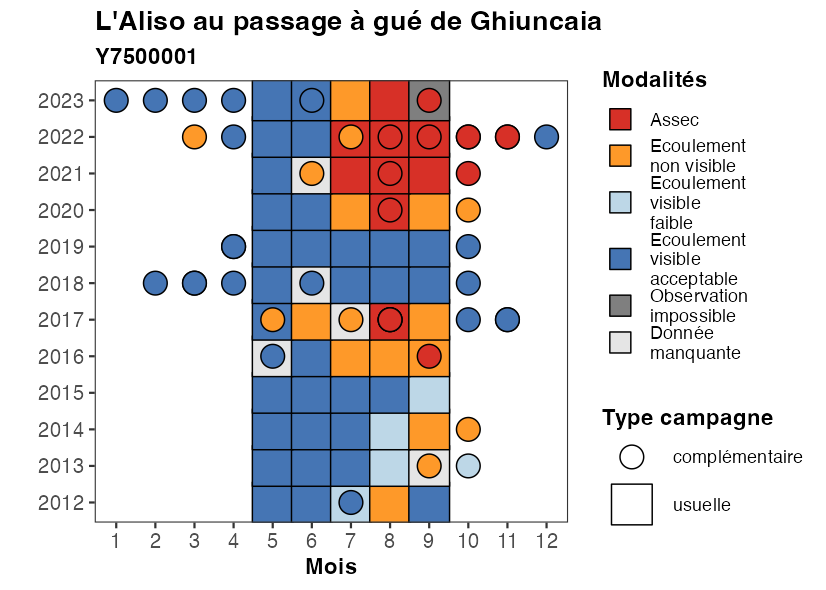 L'Aliso au passage à gué de Ghiuncaia
Y7500001
2023
2022
2021
2020
2019
2018
2017
2016
2015
2014
2013
2012
1 2 3 4 5 6 7 8 9 10 11 12
Mois
Modalités
Assec
Ecoulement
non visible
Ecoulement
visible
faible
Ecoulement
visible
acceptable
Observation
impossible
Donnée
manquante
Type campagne
complémentaire
usuelle